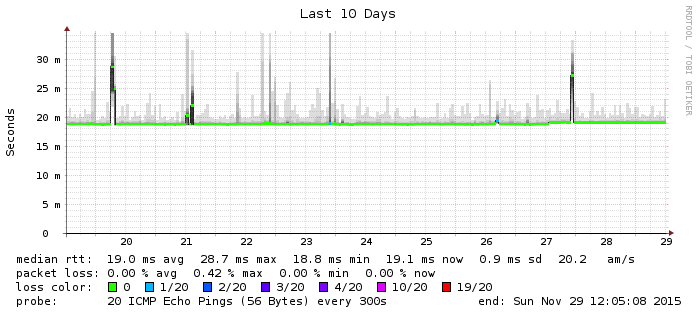 Last 10 Days
RRDTOOL / TOBI OETIKER
Seconds
30 m
25 m
20 m
15 m
10 m
5 m
0
20 21 22 23 24 25 26 27 28 29
median rtt: 19.0 ms avg 28.7 ms max 18.8 ms min 19.1 ms now 0.9 ms sd 20.2 am/s
packet loss: 0.00 % avg 0.42 % max 0.00 % min 0.00 % now
loss color: 0 1/20 2/20 3/20 4/20 10/20 19/20
probe: 20 ICMP Echo Pings (56 Bytes) every 300s end: Sun Nov 29 12:05:08 2015